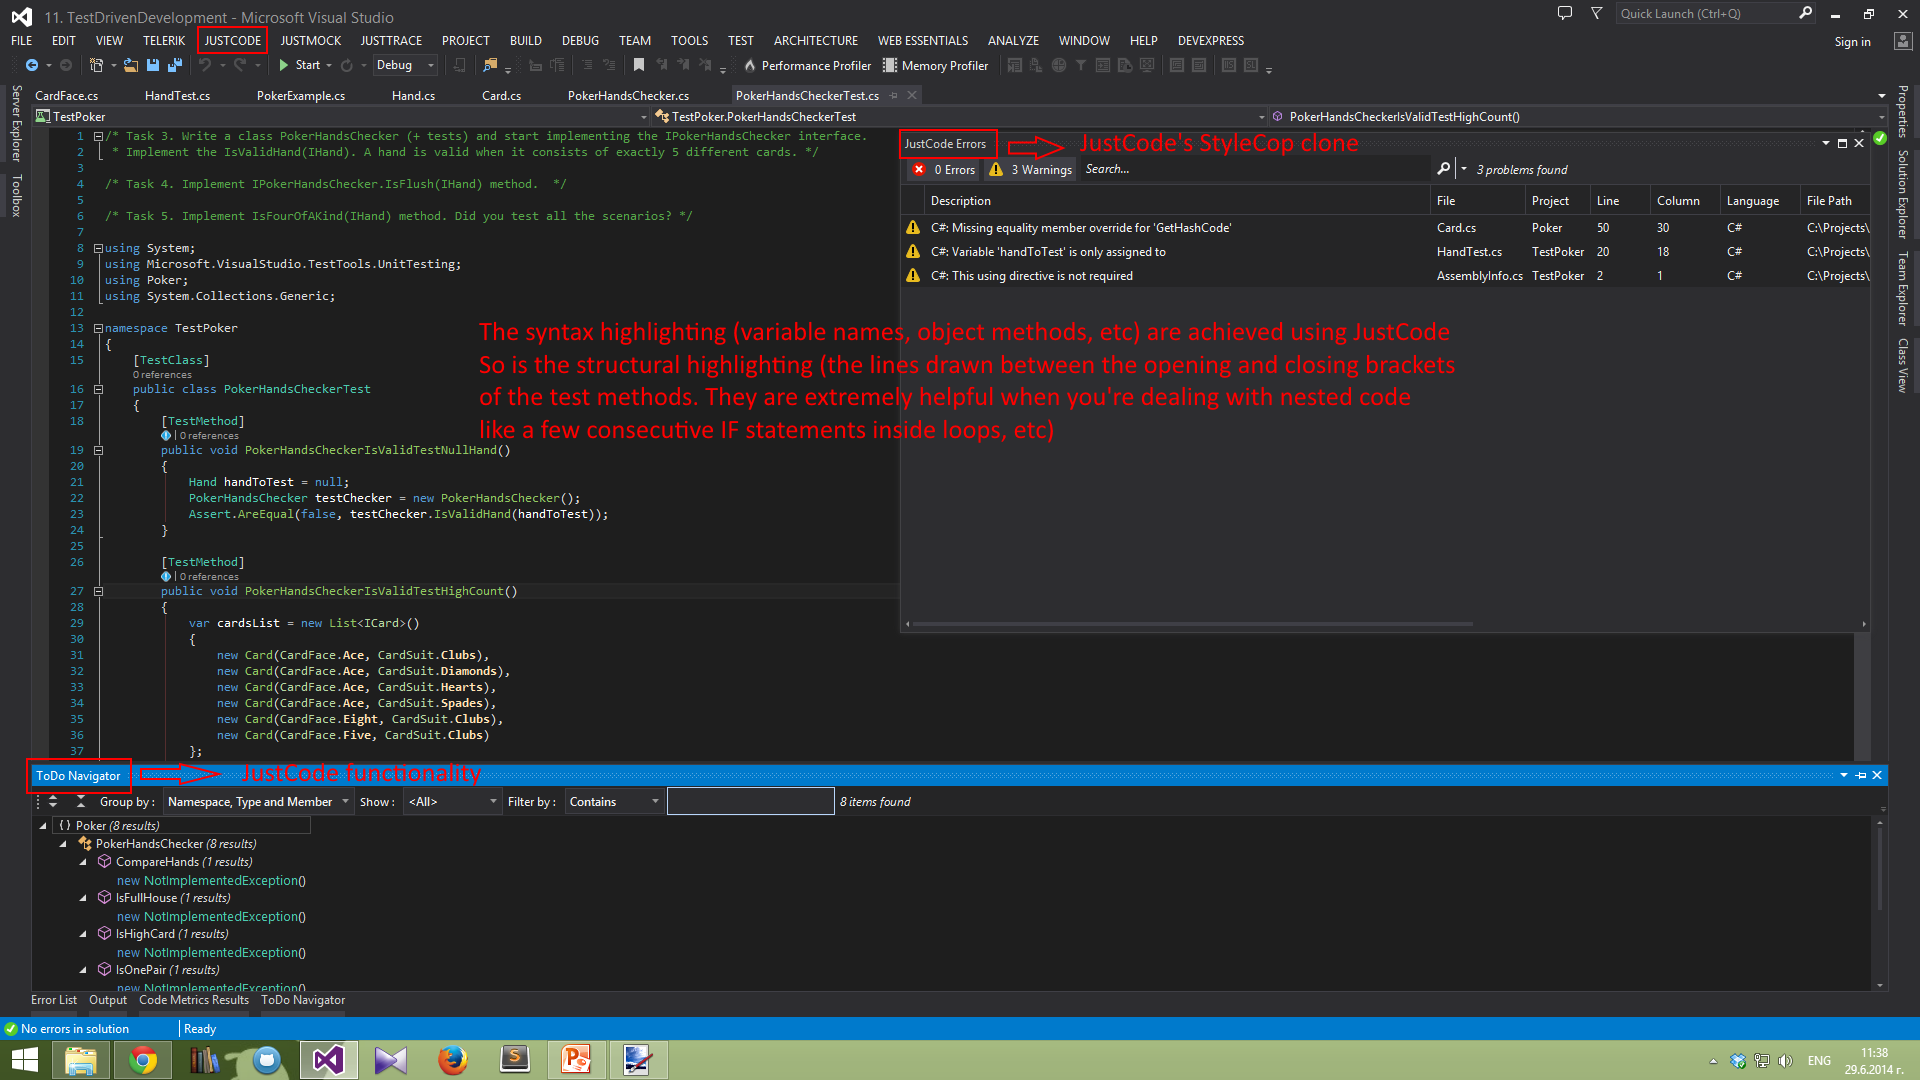 11. TestDrivenDevelopment - Microsoft Visual Studio
Quick Launch (Ctrl+Q)
FILE EDIT VIEW TELERIK JUSTCODE JUSTMOCK JUSTTRACE PROJECT BUILD DEBUG TEAM TOOLS TEST ARCHITECTURE WEB ESSENTIALS ANALYZE WINDOW HELP DEVEXPRESS
Sign in
Start Debug Performance Profiler Memory Profiler
CardFace.cs HandTest.cs PokerExample.cs Hand.cs Card.cs PokerHandsChecker.cs PokerHandsCheckerTest.cs
TestPoker TestPoker.PokerHandsCheckerTest PokerHandsCheckerIsValidTestHighCount()
Server Explorer
Toolbox
Properties
Solution Explorer
Team Explorer
Class View
1 /* Task 3. Write a class PokerHandsChecker (+ tests) and start implementing the IPokerHandsChecker interface.
2 * Implement the IsValidHand(IHand). A hand is valid when it consists of exactly 5 different cards. */
3
4 /* Task 4. Implement IPokerHandsChecker.IsFlush(IHand) method. */
5
6 /* Task 5. Implement IsFourOfAKind(IHand) method. Did you test all the scenarios? */
7
8 using System;
9 using Microsoft.VisualStudio.TestTools.UnitTesting;
10 using Poker;
11 using System.Collections.Generic;
12
13 namespace TestPoker
14 {
15 [TestClass]
0 references
16 public class PokerHandsCheckerTest
17 {
18 [TestMethod]
| 0 references
19 public void PokerHandsCheckerIsValidTestNullHand()
20 {
21 Hand handToTest = null;
22 PokerHandsChecker testChecker = new PokerHandsChecker();
23 Assert.AreEqual(false, testChecker.IsValidHand(handToTest));
24 }
25
26 [TestMethod]
| 0 references
27 public void PokerHandsCheckerIsValidTestHighCount()
28 {
29 var cardsList = new List<ICard>()
30 {
31 new Card(CardFace.Ace, CardSuit.Clubs),
32 new Card(CardFace.Ace, CardSuit.Diamonds),
33 new Card(CardFace.Ace, CardSuit.Hearts),
34 new Card(CardFace.Ace, CardSuit.Spades),
35 new Card(CardFace.Eight, CardSuit.Clubs),
36 new Card(CardFace.Five, CardSuit.Clubs)
37 };
JustCode Errors
JustCode's StyleCop clone
0 Errors 3 Warnings Search... 3 problems found
Description File Project Line Column Language File Path
C#: Missing equality member override for 'GetHashCode' Card.cs Poker 50 30 C# C:\Projects\
C#: Variable 'handToTest' is only assigned to HandTest.cs TestPoker 20 18 C# C:\Projects\
C#: This using directive is not required AssemblyInfo.cs TestPoker 2 1 C# C:\Projects\
The syntax highlighting (variable names, object methods, etc) are achieved using JustCode
So is the structural highlighting (the lines drawn between the opening and closing brackets
of the test methods. They are extremely helpful when you're dealing with nested code
like a few consecutive IF statements inside loops, etc)
ToDo Navigator
JustCode functionality
Group by : Namespace, Type and Member Show : <All> Filter by : Contains 8 items found
{} Poker (8 results)
PokerHandsChecker (8 results)
CompareHands (1 results)
new NotImplementedException()
IsFullHouse (1 results)
new NotImplementedException()
IsHighCard (1 results)
new NotImplementedException()
IsOnePair (1 results)
new NotImplementedException()
Error List Output Code Metrics Results ToDo Navigator
No errors in solution Ready
ENG
11:38
29.6.2014 г.